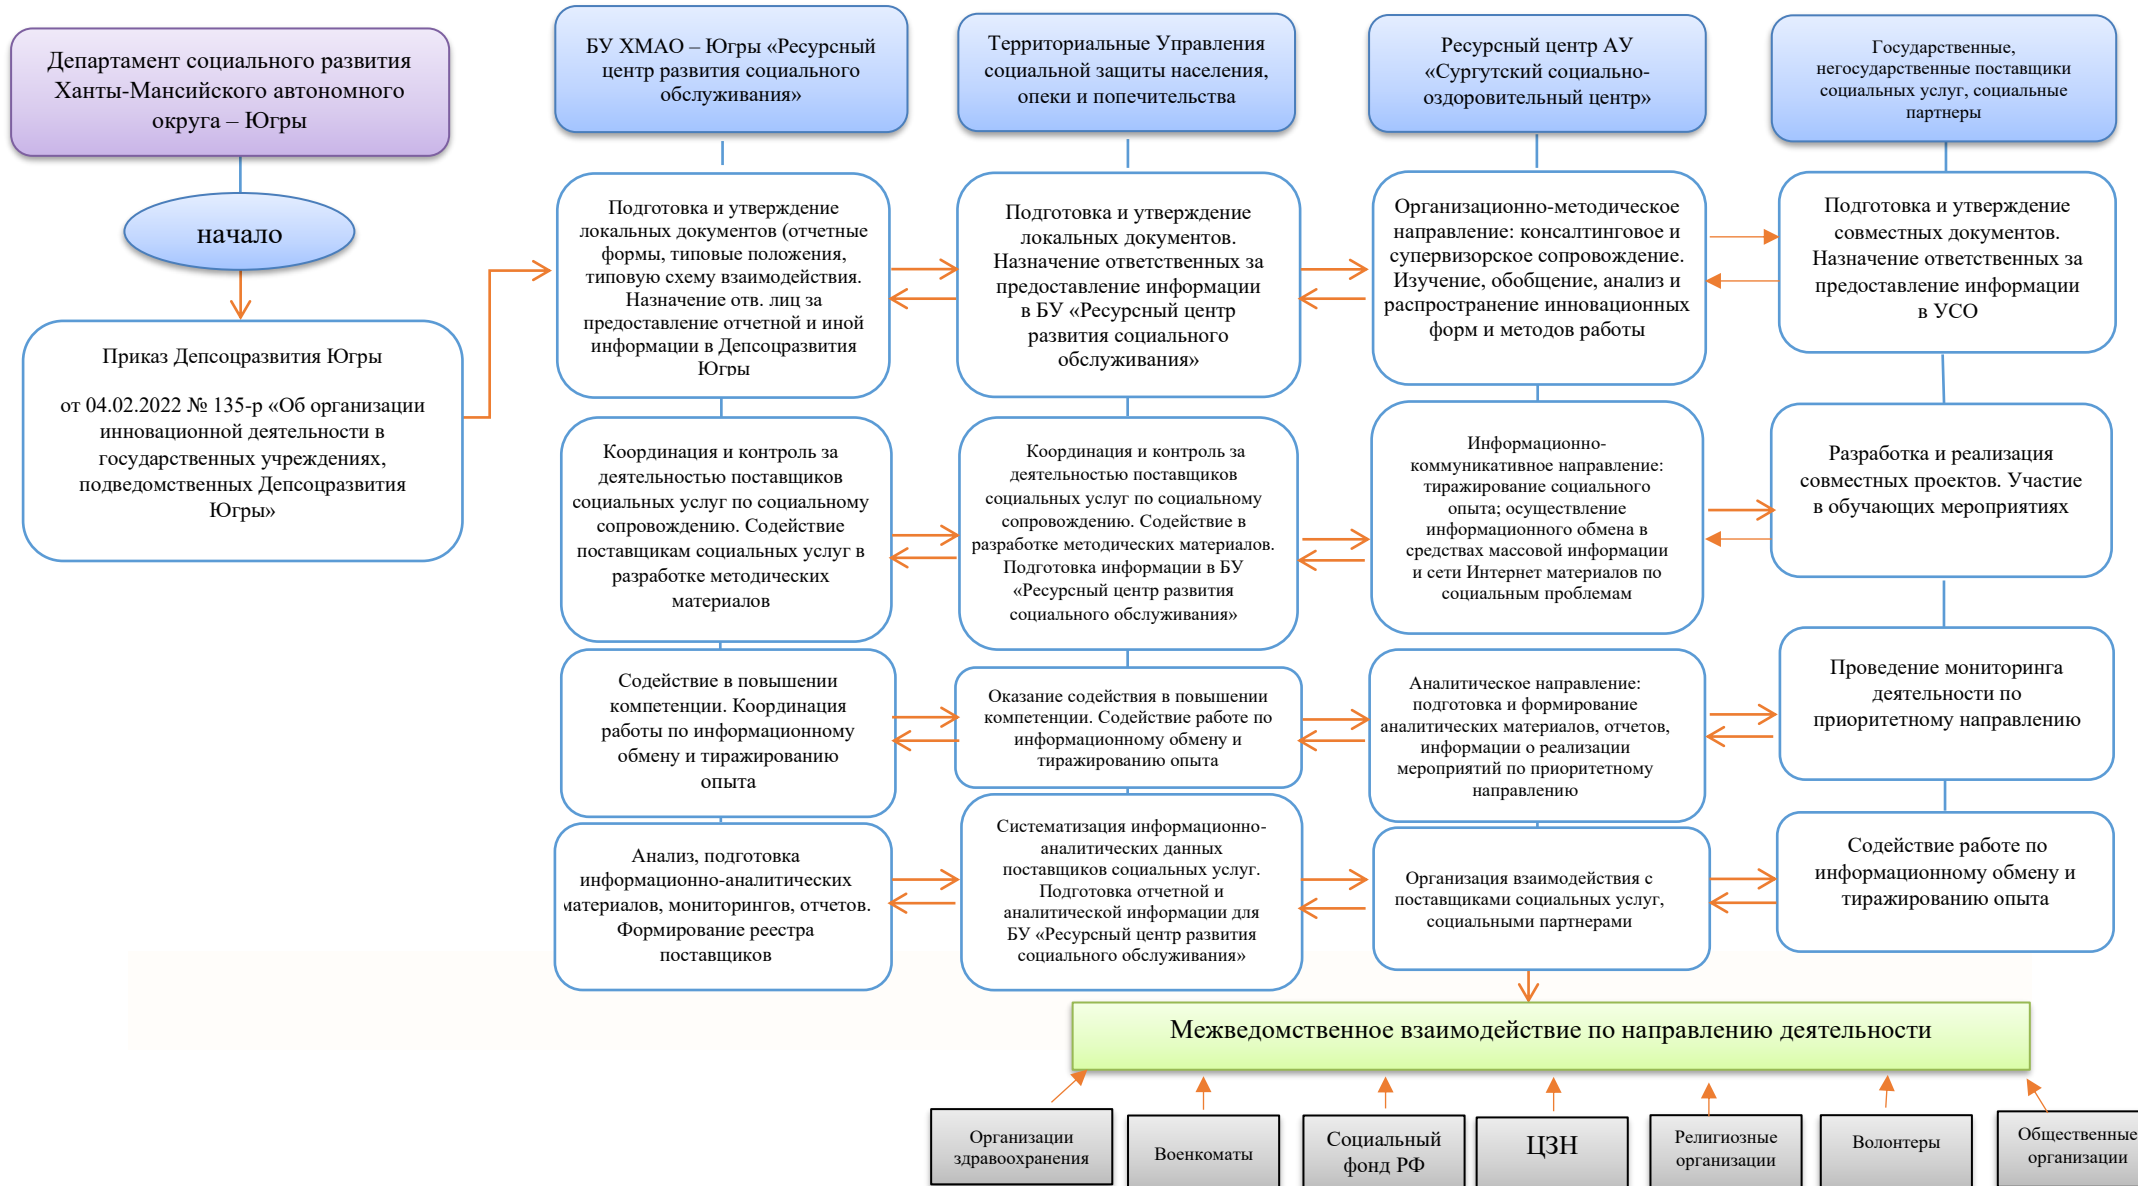 Департамент социального развития
Ханты-Мансийского автономного
округа – Югры
начало
Приказ Депсоцразвития Югры
от 04.02.2022 № 135-р «Об организации
инновационной деятельности в
государственных учреждениях,
подведомственных Депсоцразвития
Югры»
БУ ХМАО – Югры «Ресурсный
центр развития социального
обслуживания»
Подготовка и утверждение
локальных документов (отчетные
формы, типовые положения,
типовую схему взаимодействия.
Назначение отв. лиц за
предоставление отчетной и иной
информации в Депсоцразвития
Югры
Координация и контроль за
деятельностью поставщиков
социальных услуг по социальному
сопровождению. Содействие
поставщикам социальных услуг в
разработке методических
материалов
Содействие в повышении
компетенции. Координация
работы по информационному
обмену и тиражированию
опыта
Анализ, подготовка
информационно-аналитических
материалов, мониторингов, отчетов.
Формирование реестра
поставщиков
Территориальные Управления
социальной защиты населения,
опеки и попечительства
Подготовка и утверждение
локальных документов.
Назначение ответственных за
предоставление информации
в БУ «Ресурсный центр
развития социального
обслуживания»
Координация и контроль за
деятельностью поставщиков
социальных услуг по социальному
сопровождению. Содействие в
разработке методических материалов.
Подготовка информации в БУ
«Ресурсный центр развития
социального обслуживания»
Оказание содействия в повышении
компетенции. Содействие работе по
информационному обмену и
тиражированию опыта
Систематизация информационно-
аналитических данных
поставщиков социальных услуг.
Подготовка отчетной и
аналитической информации для
БУ «Ресурсный центр развития
социального обслуживания»
Ресурсный центр АУ
«Сургутский социально-
оздоровительный центр»
Организационно-методическое
направление: консалтинговое и
супервизорское сопровождение.
Изучение, обобщение, анализ и
распространение инновационных
форм и методов работы
Информационно-
коммуникативное направление:
тиражирование социального
опыта; осуществление
информационного обмена в
средствах массовой информации
и сети Интернет материалов по
социальным проблемам
Аналитическое направление:
подготовка и формирование
аналитических материалов, отчетов,
информации о реализации
мероприятий по приоритетному
направлению
Организация взаимодействия с
поставщиками социальных услуг,
социальными партнерами
Государственные,
негосударственные поставщики
социальных услуг, социальные
партнеры
Подготовка и утверждение
совместных документов.
Назначение ответственных за
предоставление информации
в УСО
Разработка и реализация
совместных проектов. Участие
в обучающих мероприятиях
Проведение мониторинга
деятельности по
приоритетному направлению
Содействие работе по
информационному обмену и
тиражированию опыта
Межведомственное взаимодействие по направлению деятельности
Организации
здравоохранения
Военкоматы
Социальный
фонд РФ
ЦЗН
Религиозные
организации
Волонтеры
Общественные
организации